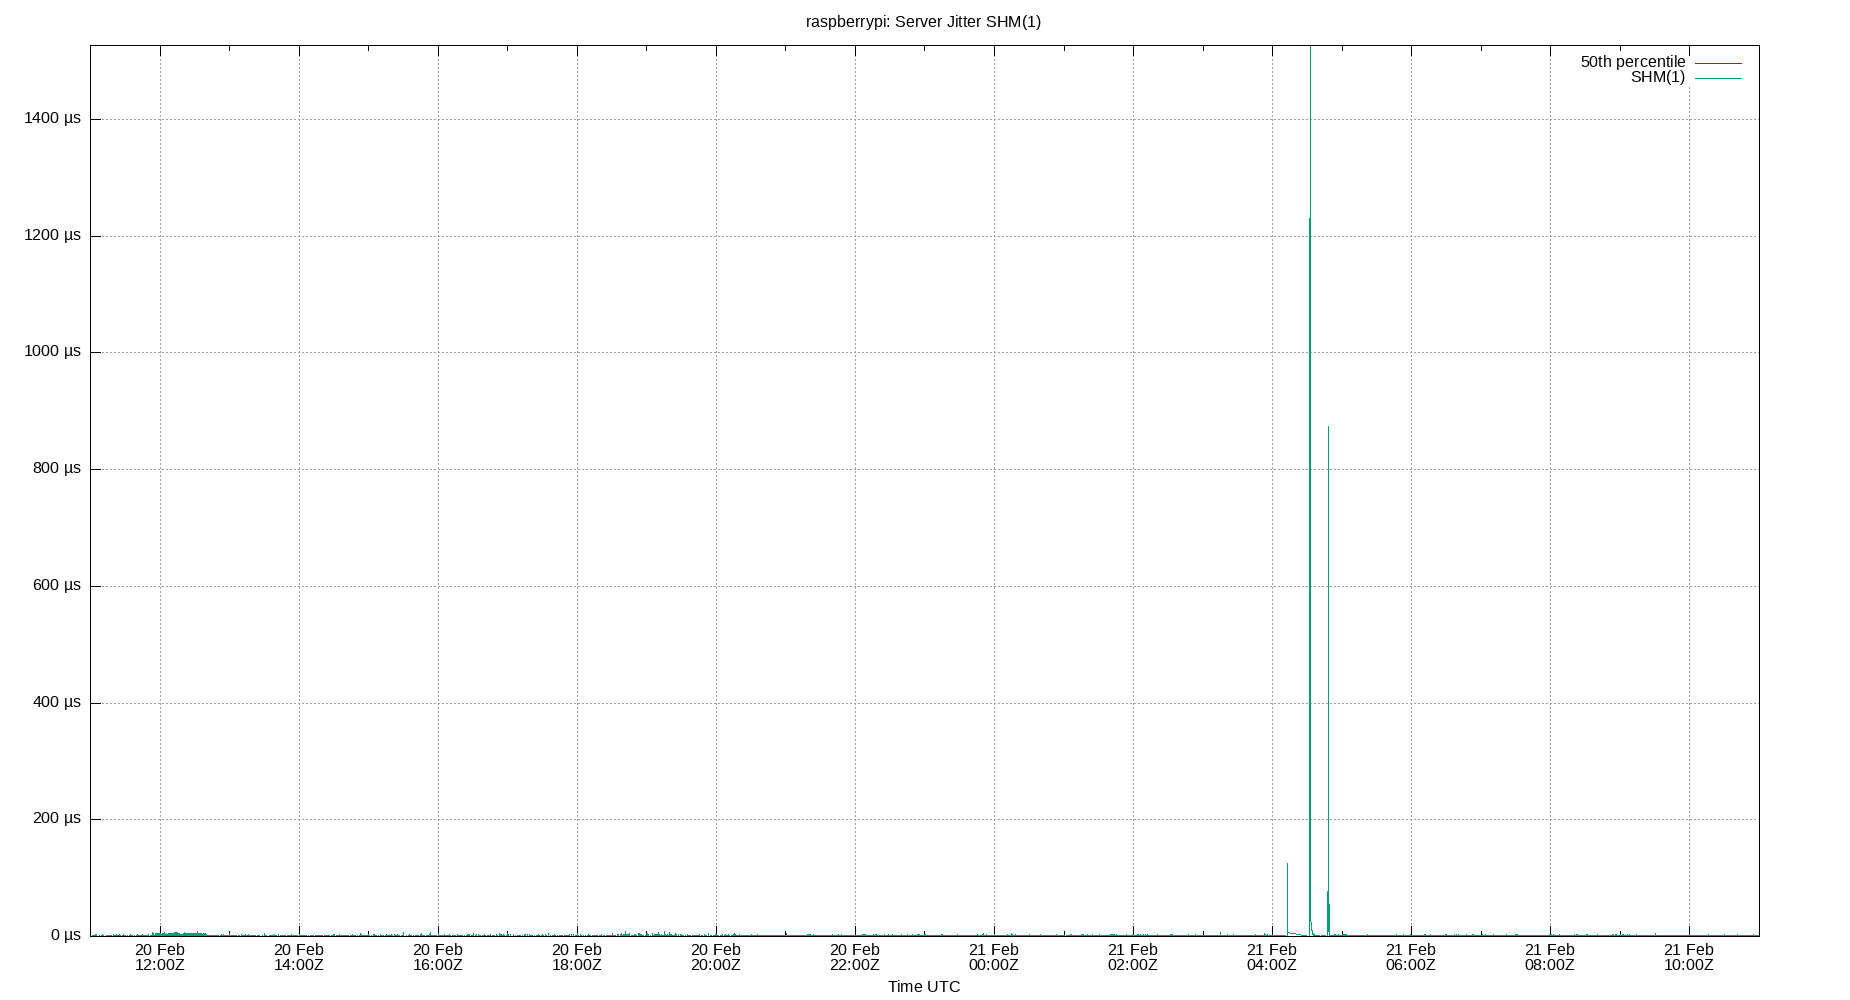 raspberrypi: Server Jitter SHM(1)
50th percentile
SHM(1)
1400 µs
1200 µs
1000 µs
800 µs
600 µs
400 µs
200 µs
0 µs
20 Feb 20 Feb 20 Feb 20 Feb 20 Feb 20 Feb 21 Feb 21 Feb 21 Feb 21 Feb 21 Feb 21 Feb
12:00Z 14:00Z 16:00Z 18:00Z 20:00Z 22:00Z 00:00Z 02:00Z 04:00Z 06:00Z 08:00Z 10:00Z
Time UTC